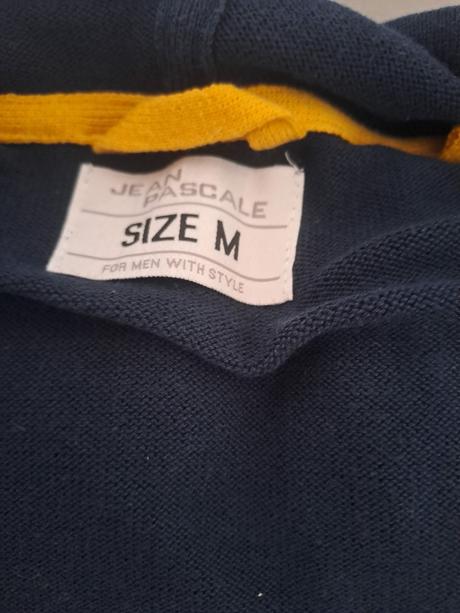 JEAN
PASCALE
SIZE M
FOR MEN WITH STYLE